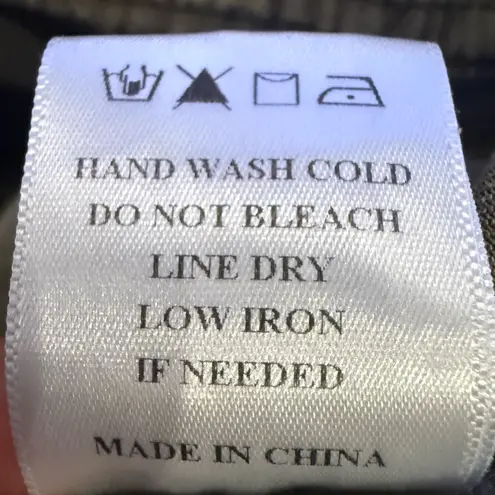 HAND WASH COLD
DO NOT BLEACH
LINE DRY
LOW IRON
IF NEEDED
MADE IN CHINA